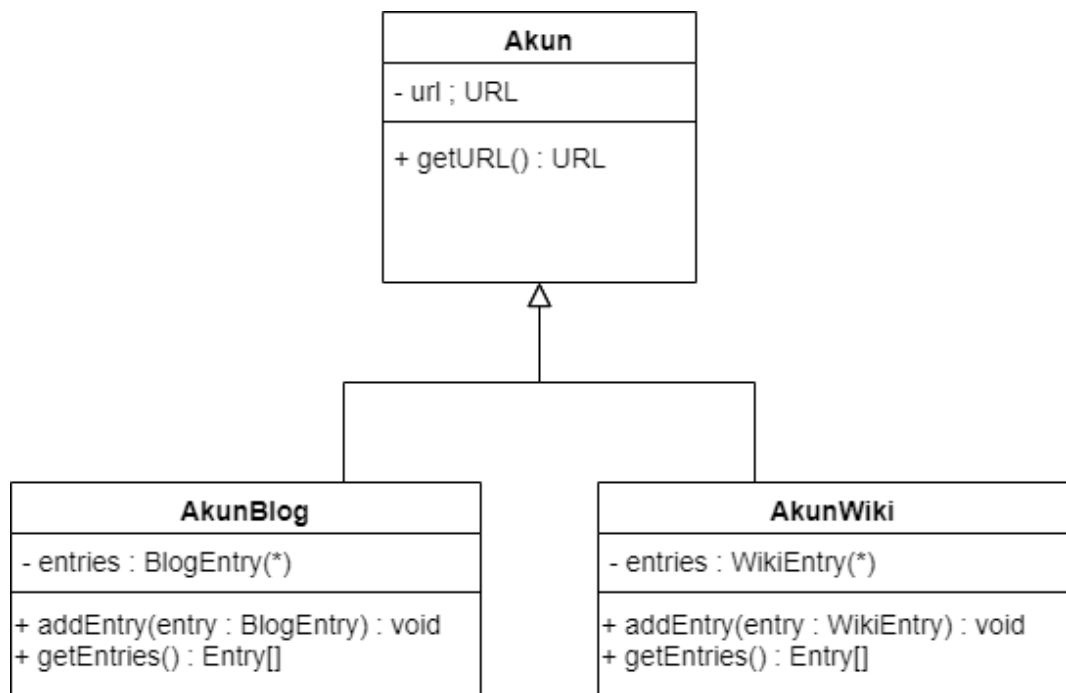 Akun
- url ; URL
+ getURL() : URL
AkunBlog
- entries : BlogEntry(*)
+ addEntry(entry : BlogEntry) : void
+ getEntries() : Entry[]
AkunWiki
- entries : WikiEntry(*)
+ addEntry(entry : WikiEntry) : void
+ getEntries() : Entry[]